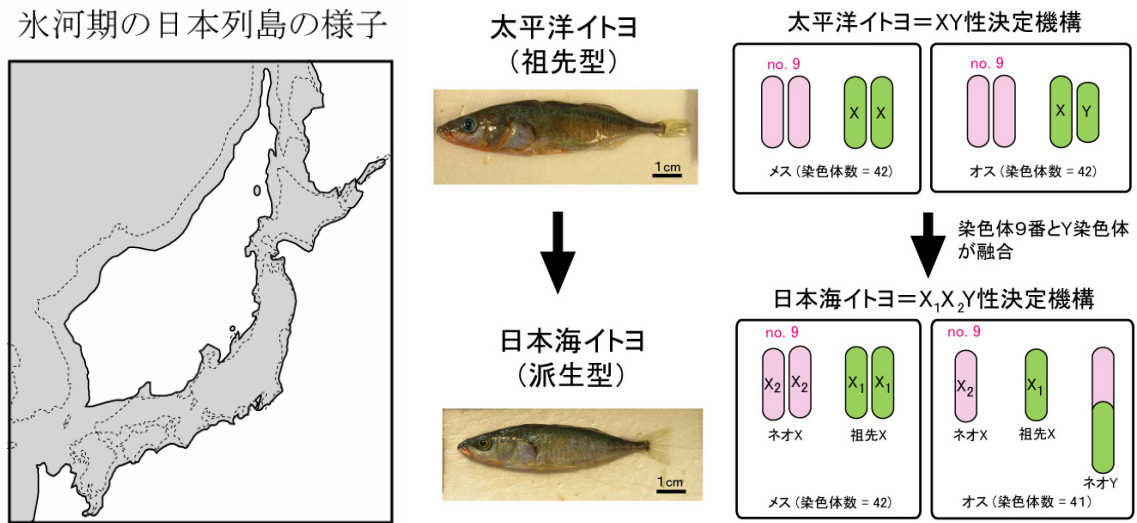 氷河期の日本列島の様子
太平洋イトヨ
(祖先型)
1cm
日本海イトヨ
(派生型)
1cm
太平洋イトヨ＝XY性決定機構
no. 9
X X
メス(染色体数 = 42)
no. 9
X Y
オス(染色体数 = 42)
染色体9番とY染色体
が融合
日本海イトヨ＝X₁X₂Y性決定機構
no. 9
X₂ X₂
X₁ X₁
ネオX
祖先X
メス(染色体数 = 42)
no. 9
X₂
X₁
ネオX
祖先X
ネオY
オス(染色体数 = 41)